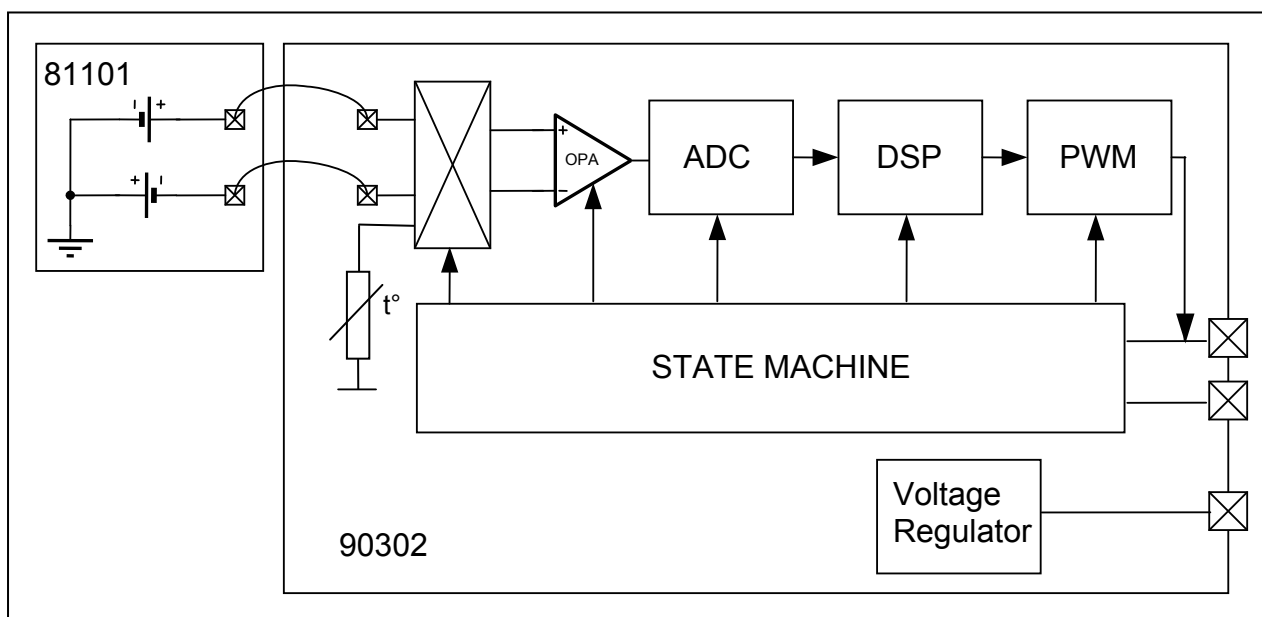 81101
- +
+ -
+
−
OPA
ADC
DSP
PWM
t°
STATE MACHINE
Voltage
Regulator
90302